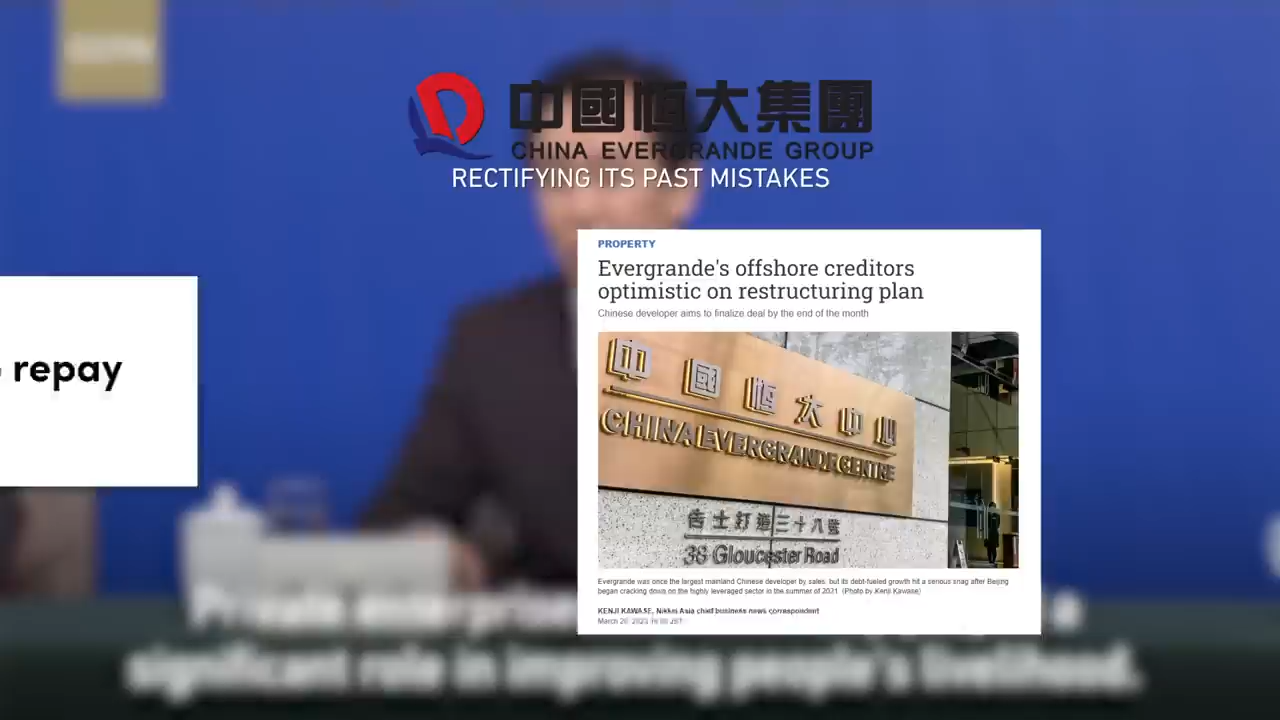 中國恒大集團
CHINA EVERGRANDE GROUP
RECTIFYING ITS PAST MISTAKES
repay
PROPERTY
Evergrande's offshore creditors
optimistic on restructuring plan
Chinese developer aims to finalize deal by the end of the month
中國恒大中心
CHINA EVERGRANDE CENTRE
告士打道三十八號
38 Gloucester Road
Evergrande was once the largest mainland Chinese developer by sales, but its debt-fueled growth hit a serious snag after Beijing
began cracking down on the highly leveraged sector in the summer of 2021. (Photo by Kenji Kawase)
KENJI KAWASE, Nikkei Asia chief business news correspondent
March 20, 2023
significant role in improving people's livelihood.